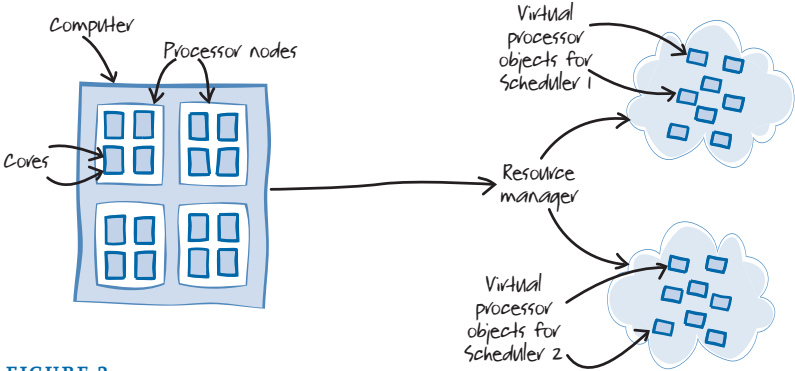 Computer
Processor nodes
Cores
Resource
manager
Virtual
processor
objects for
Scheduler 1
Virtual
processor
objects for
Scheduler 2